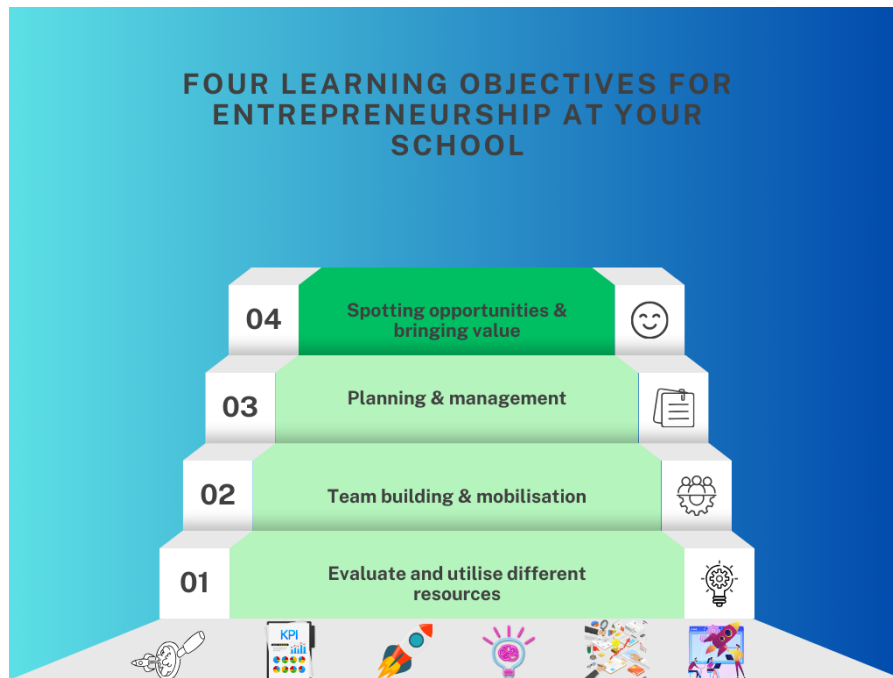 FOUR LEARNING OBJECTIVES FOR
ENTREPRENEURSHIP AT YOUR
SCHOOL
04
Spotting opportunities &
bringing value
03
Planning & management
02
Team building & mobilisation
01
Evaluate and utilise different
resources
KPI